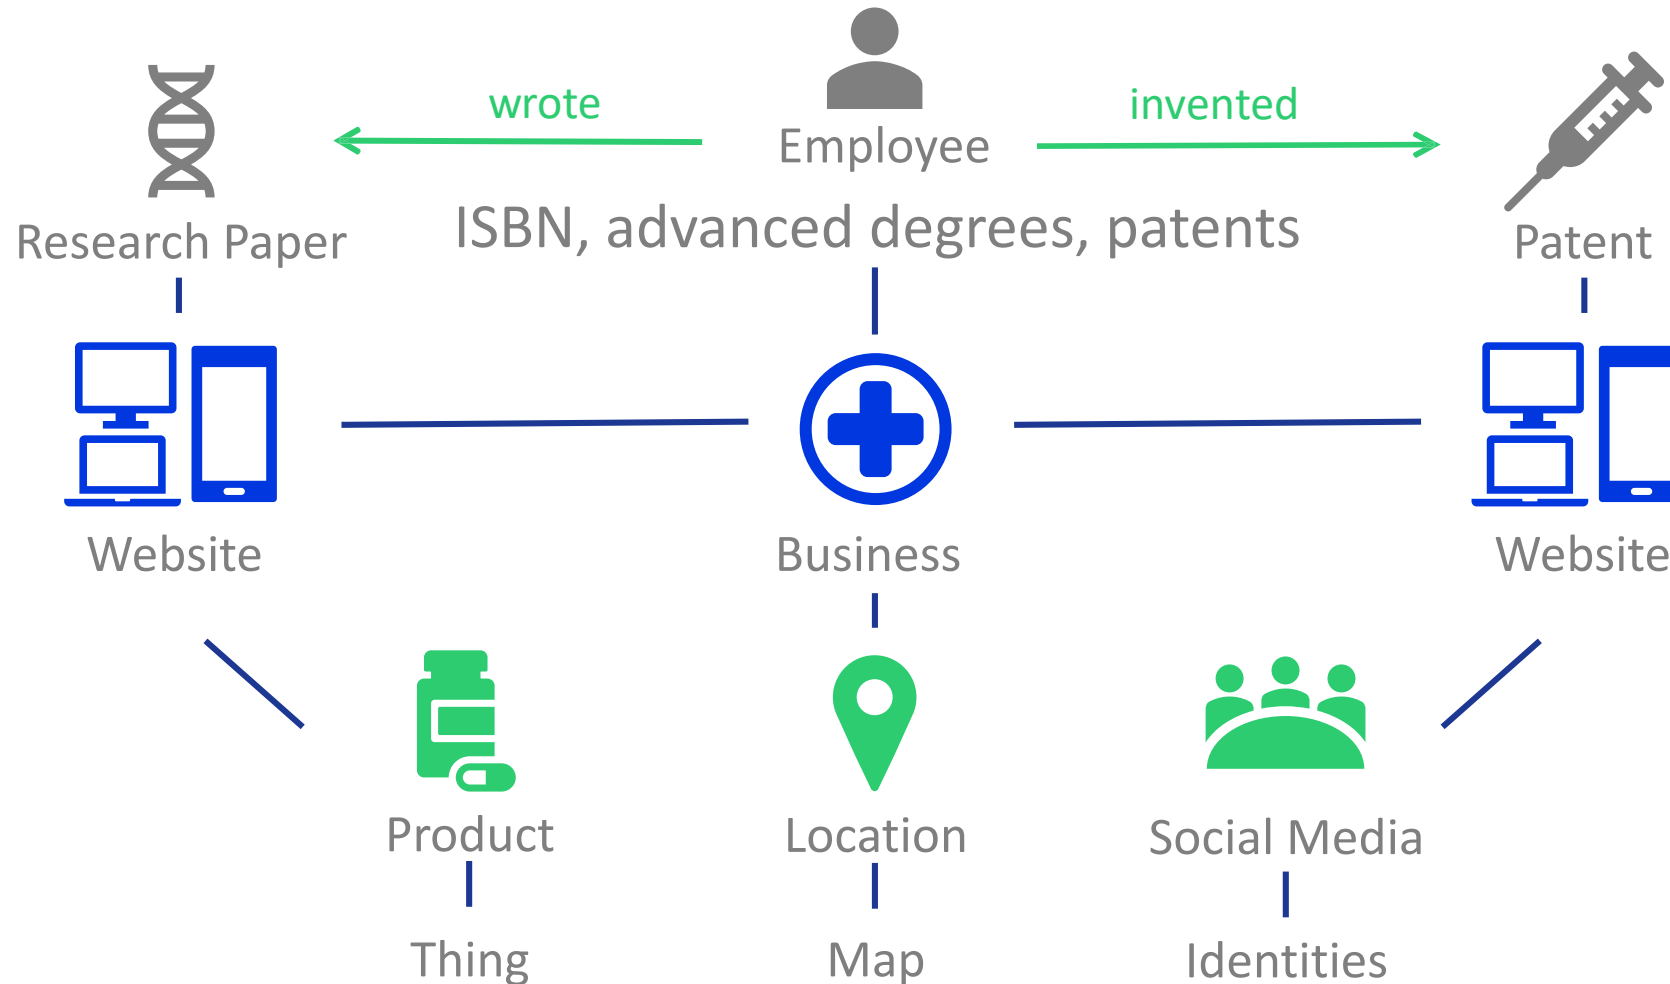 wrote
invented
Employee
ISBN, advanced degrees, patents
Research Paper
Patent
Website
Business
Website
Product
Location
Social Media
Thing
Map
Identities